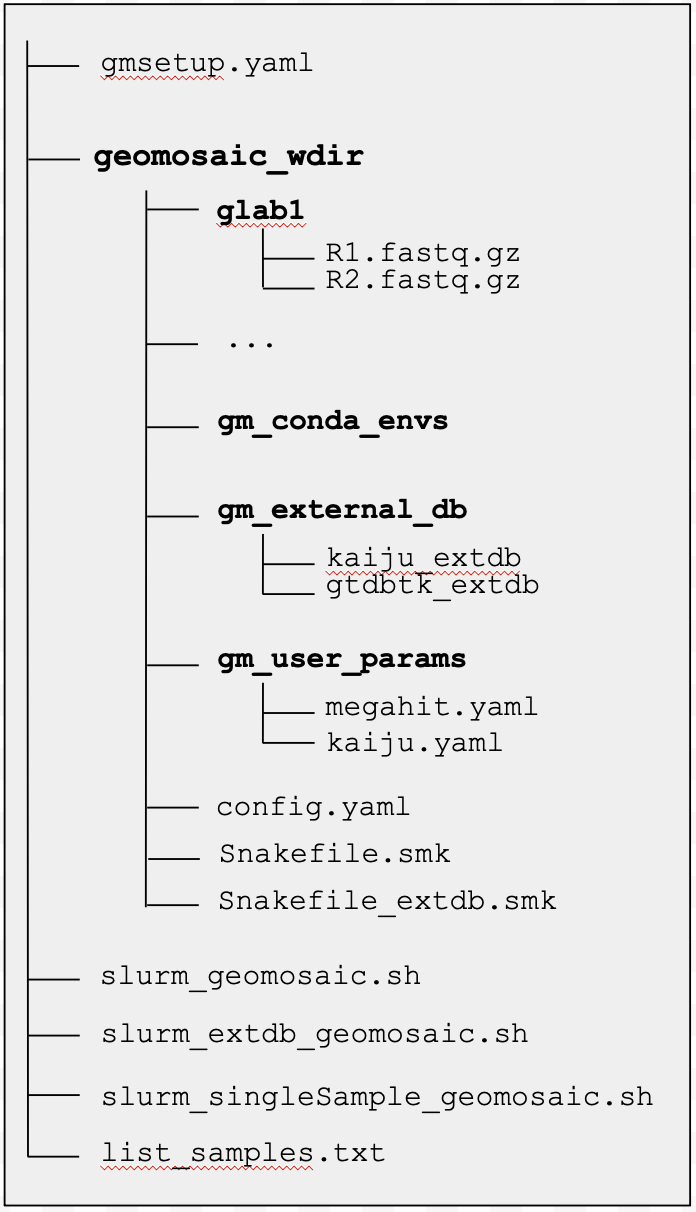 gmsetup.yaml
geomosaic_wdir
glab1
R1.fastq.gz
R2.fastq.gz
...
gm_conda_envs
gm_external_db
kaiju_extdb
gtdbtk_extdb
gm_user_params
megahit.yaml
kaiju.yaml
config.yaml
Snakefile.smk
Snakefile_extdb.smk
slurm_geomosaic.sh
slurm_extdb_geomosaic.sh
slurm_singleSample_geomosaic.sh
list_samples.txt